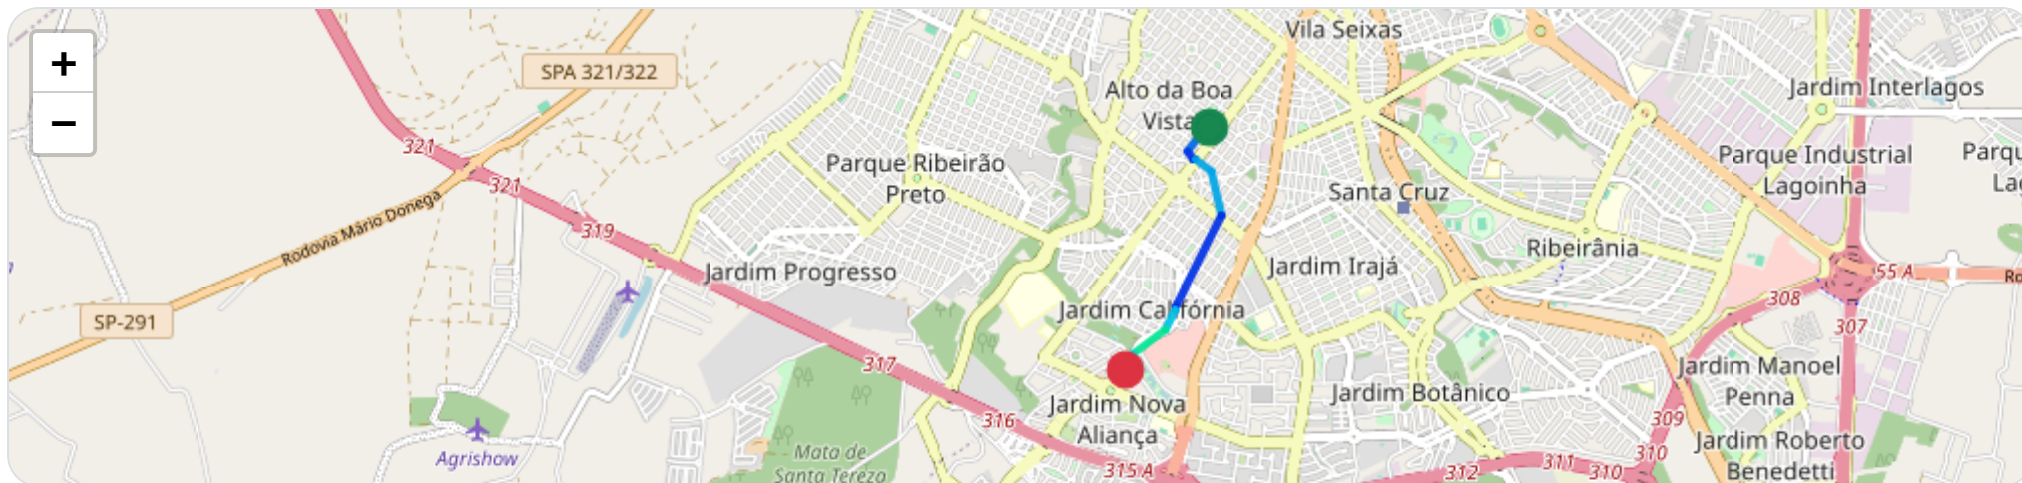 +
−
SPA 321/322
321
321
319
Rodovia Mário Donega
SP-291
317
316
315 A
Agrishow
Mata de
Santa Tereza
Jardim Progresso
Parque Ribeirão
Preto
Alto da Boa
Vista
Vila Seixas
Jardim Califórnia
Jardim Nova
Aliança
Santa Cruz
Jardim Irajá
Jardim Botânico
Ribeirânia
Jardim Interlagos
Parque Industrial
Lagoinha
55 A
308
307
Jardim Manoel
Penna
309
310
310
311
312
Jardim Roberto
Benedetti